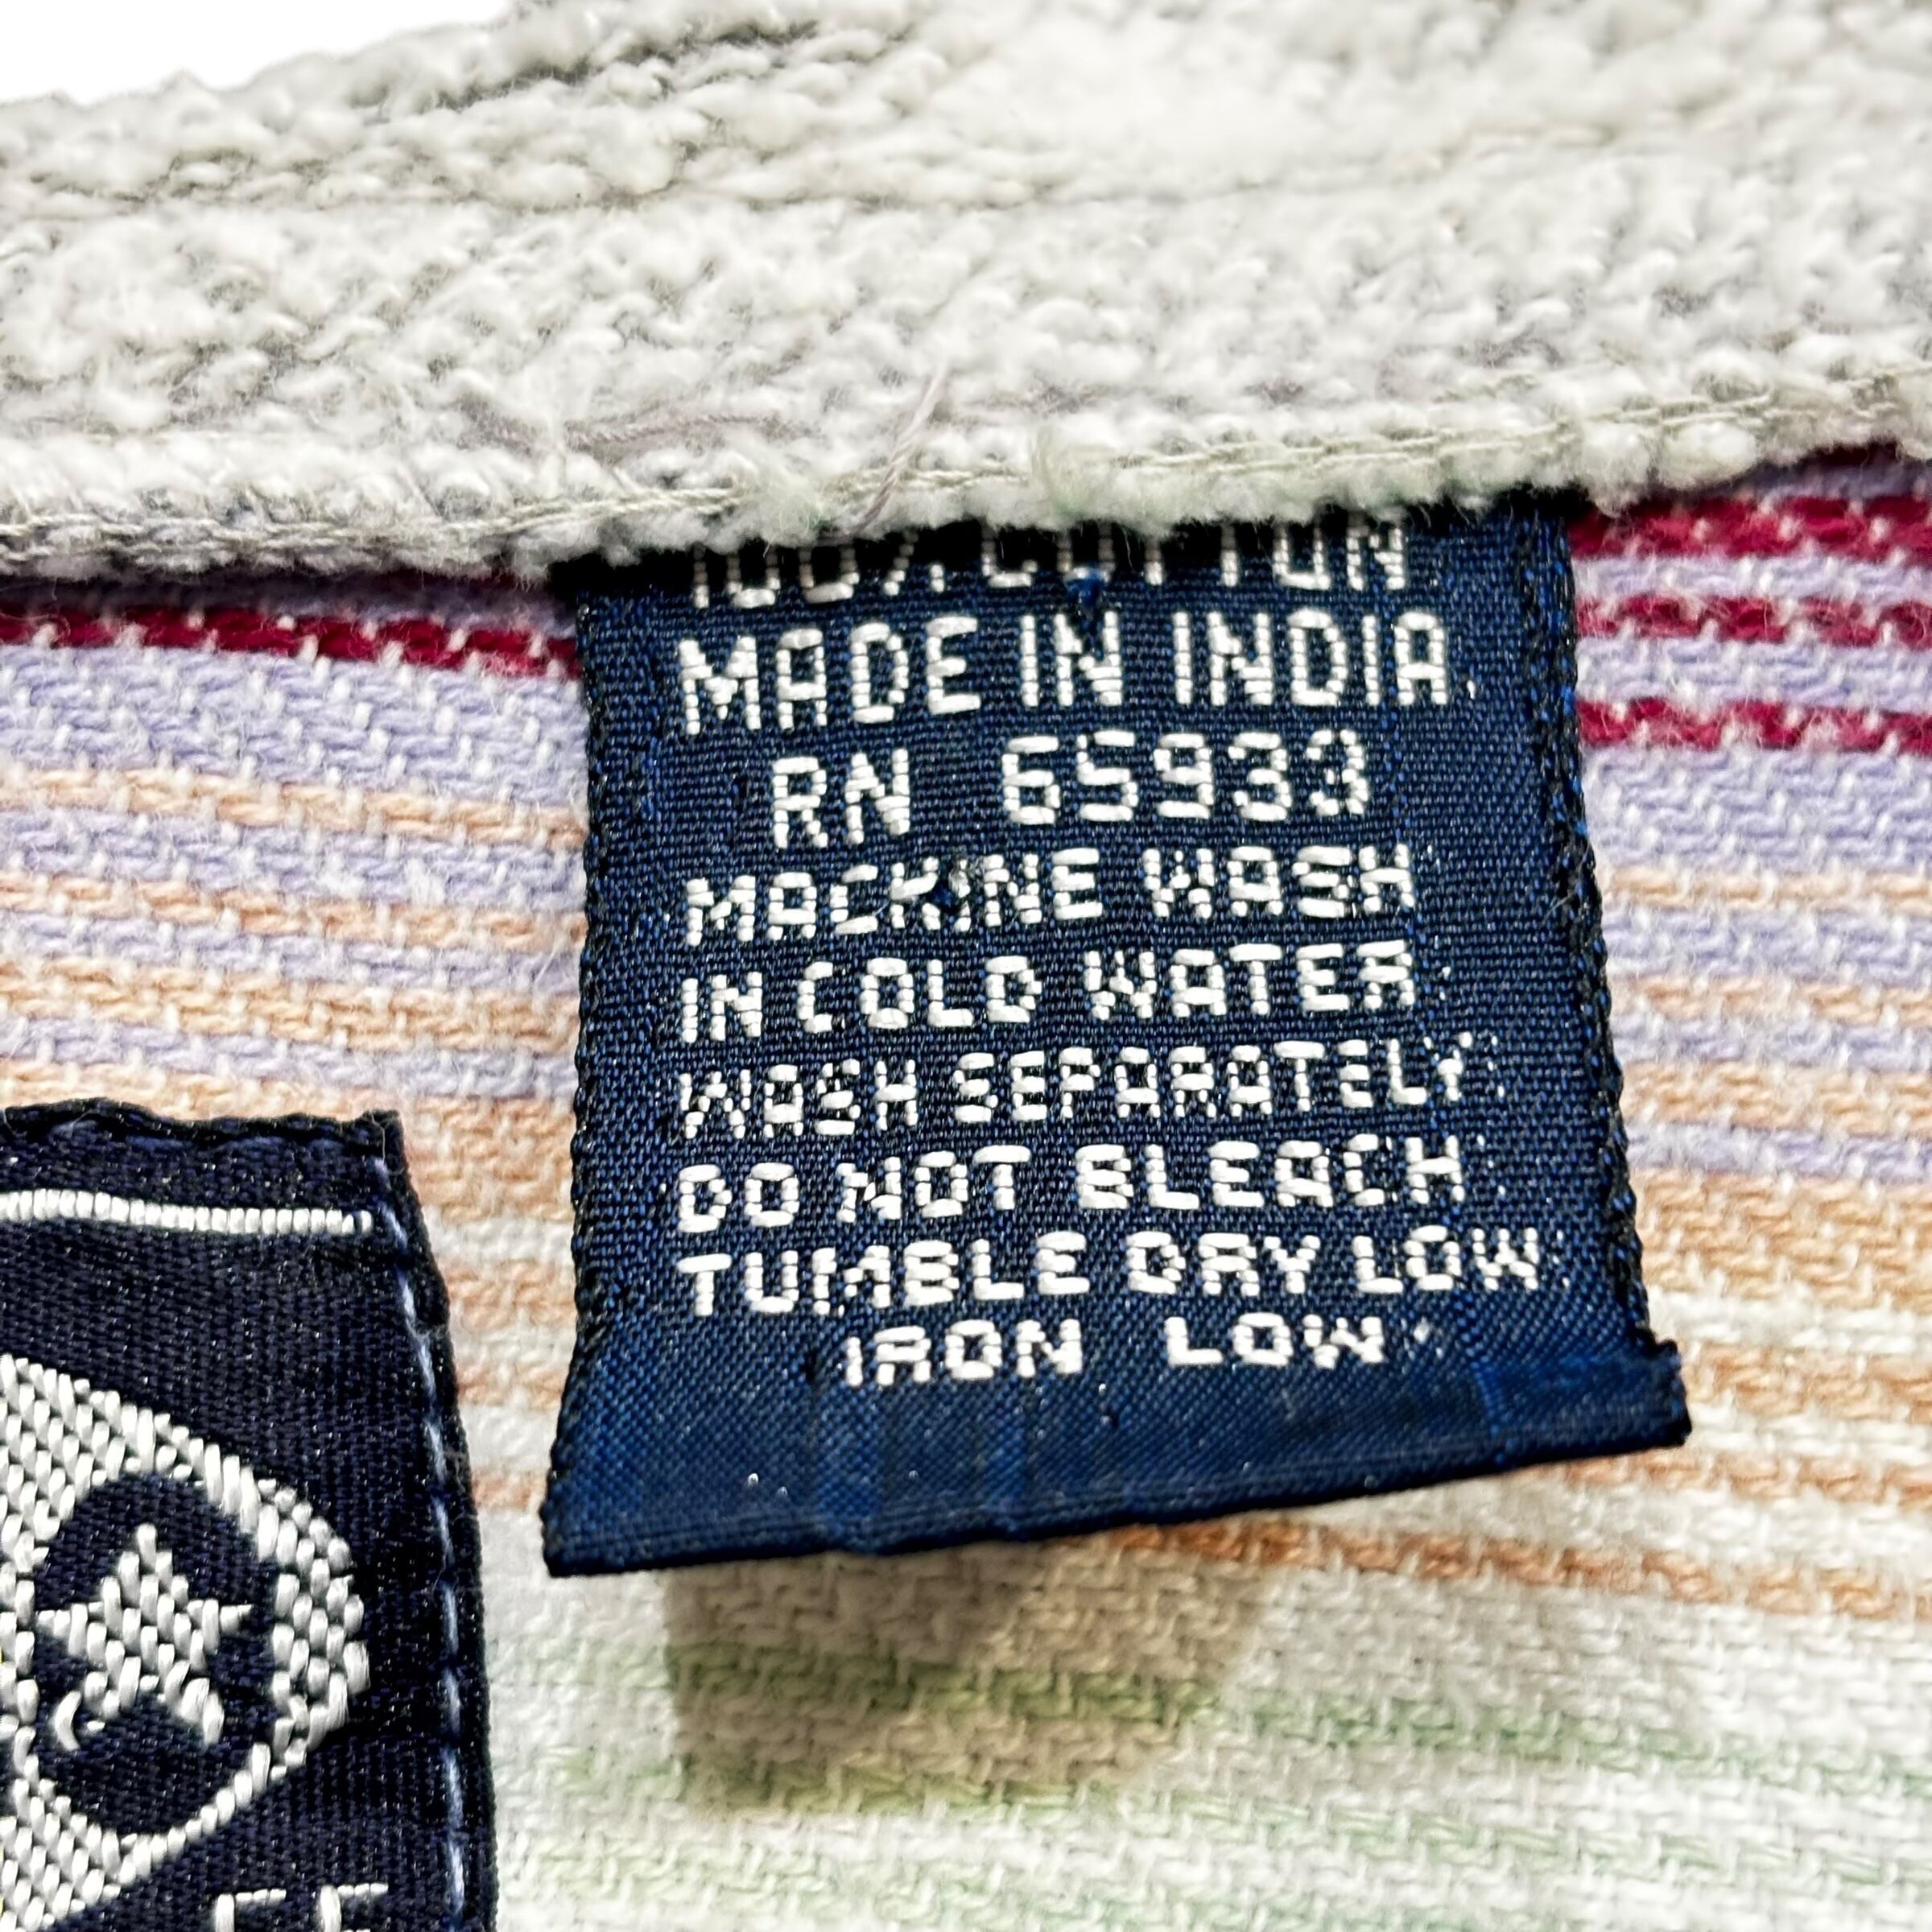 100% COTTON
MADE IN INDIA
RN 65933
MACHINE WASH
IN COLD WATER
WASH SEPARATELY
DO NOT BLEACH
TUMBLE DRY LOW
IRON LOW